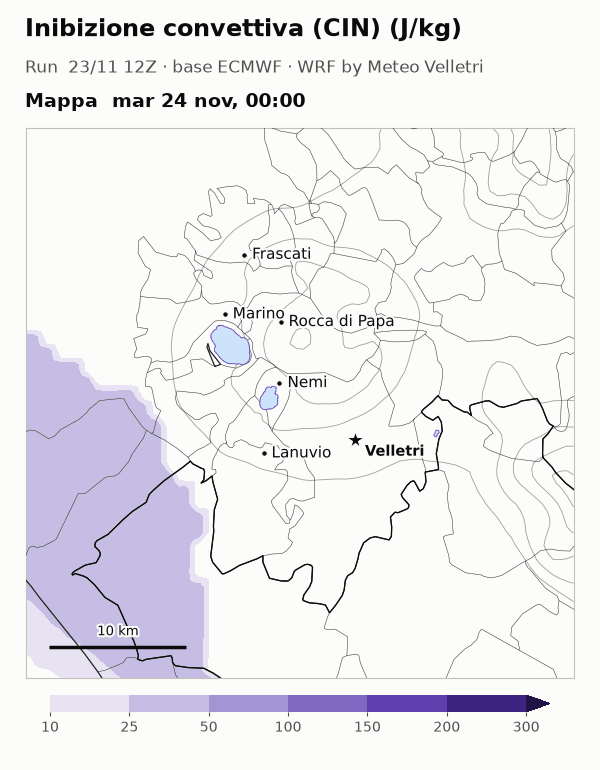 Inibizione convettiva (CIN) (J/kg)
Run  23/11 12Z · base ECMWF · WRF by Meteo Velletri
Mappa  mar 24 nov, 00:00
Frascati
Marino
Rocca di Papa
Nemi
Velletri
Lanuvio
10 km
10 25 50 100 150 200 300